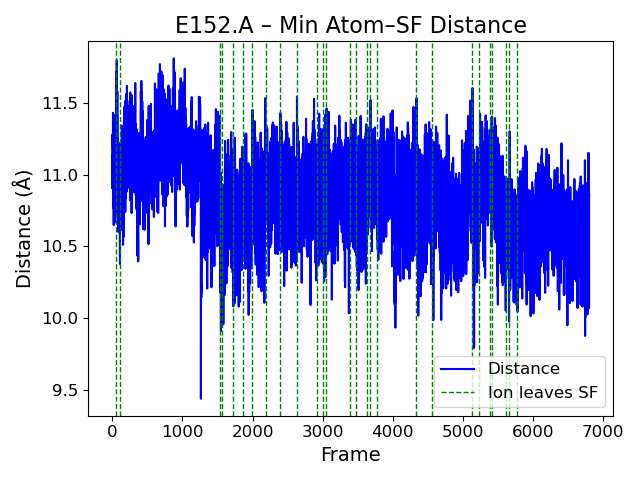 E152.A – Min Atom–SF Distance
Distance (Å)
11.5
11.0
10.5
10.0
9.5
Distance
Ion leaves SF
0
1000
2000
3000
4000
5000
6000
7000
Frame